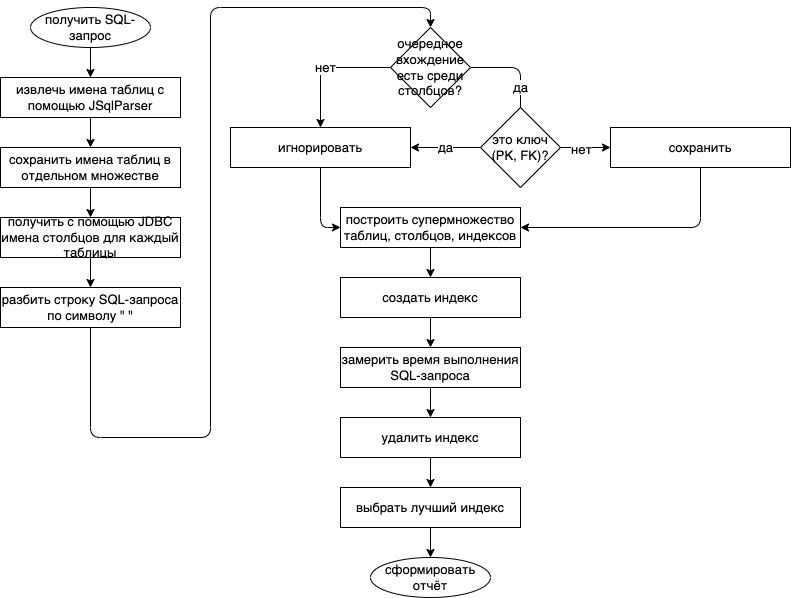 получить SQL-
запрос
извлечь имена таблиц с
помощью JSqlParser
сохранить имена таблиц в
отдельном множестве
получить с помощью JDBC
имена столбцов для каждый
таблицы
разбить строку SQL-запроса
по символу " "
очередное
вхождение
есть среди
столбцов?
нет
да
игнорировать
да
это ключ
(PK, FK)?
нет
сохранить
построить супермножество
таблиц, столбцов, индексов
создать индекс
замерить время выполнения
SQL-запроса
удалить индекс
выбрать лучший индекс
сформировать
отчёт